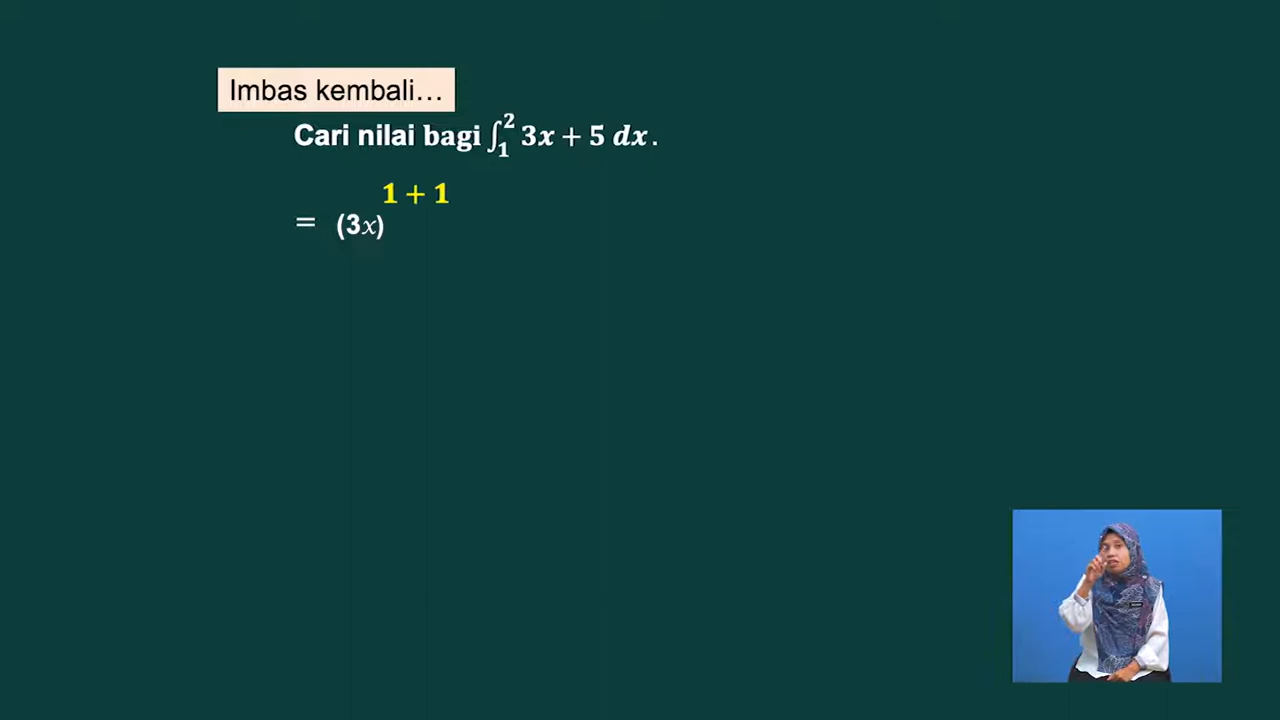 Imbas kembali...
Cari nilai bagi ∫₁² 3x + 5 dx.
1 + 1
= (3x)